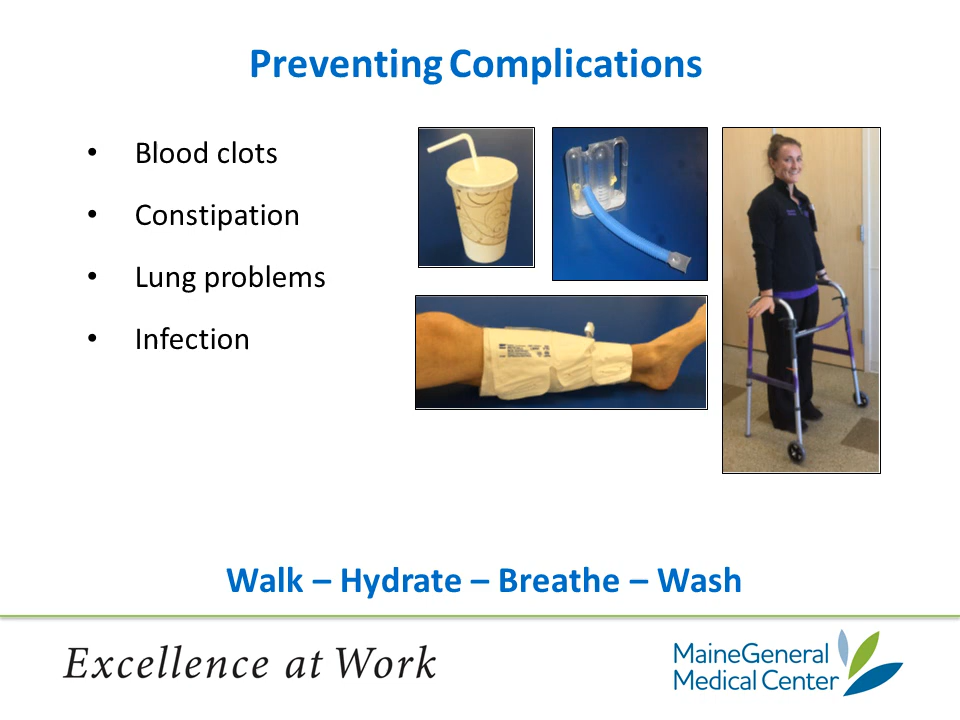 Preventing Complications
• Blood clots
• Constipation
• Lung problems
• Infection
Walk – Hydrate – Breathe – Wash
Excellence at Work
MaineGeneral
Medical Center